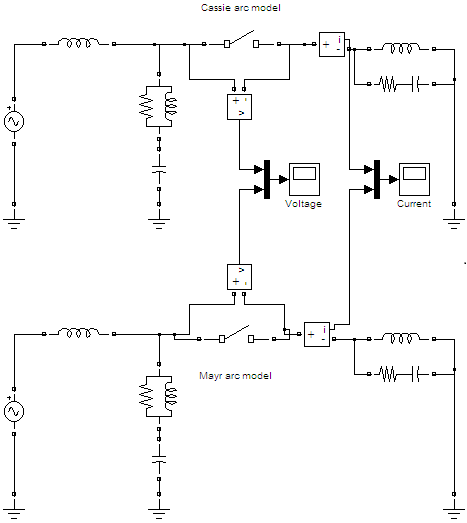 Cassie arc model
+
i
+
-
+ -
v
Voltage
Current
v
+ -
+
i
+
-
Mayr arc model
+